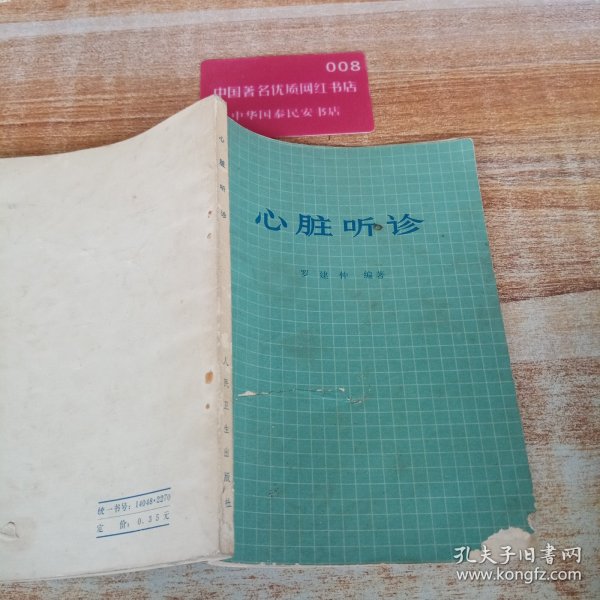 008
中国著名优质网红书店
中华国泰民安书店
心脏听诊
罗建仲 编著
心脏听诊
人民卫生出版社
统一书号：14048·2270
定 价：0.35元
孔夫子旧书网
www.kongfz.com